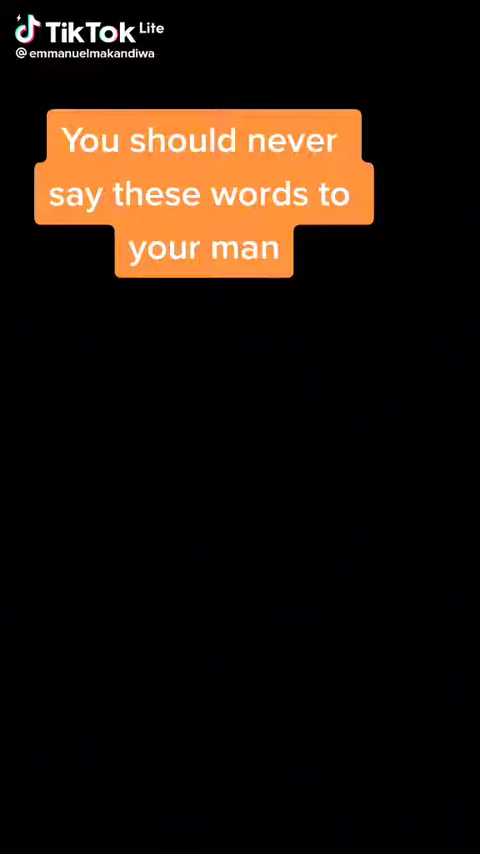 TikTok Lite
@emmanuelmakandiwa
You should never
say these words to
your man